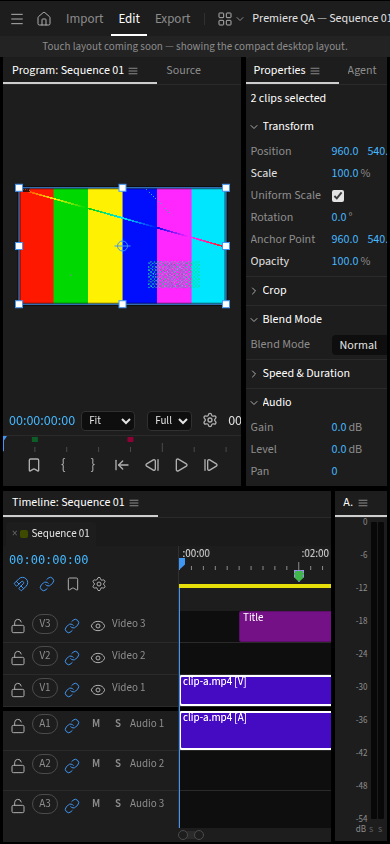 Import Edit Export Premiere QA — Sequence 01
Touch layout coming soon — showing the compact desktop layout.
Program: Sequence 01 Source
Properties Agent
2 clips selected
Transform
Position 960.0 540.
Scale 100.0 %
Uniform Scale
Rotation 0.0 °
Anchor Point 960.0 540.
Opacity 100.0 %
Crop
Blend Mode
Blend Mode Normal
Speed & Duration
Audio
Gain 0.0 dB
Level 0.0 dB
Pan 0
00:00:00:00 Fit Full 00
Timeline: Sequence 01
A.
× Sequence 01
00:00:00:00
:00:00 :02:00
V3 Video 3 Title
V2 Video 2
V1 Video 1 clip-a.mp4 [V]
A1 M S Audio 1 clip-a.mp4 [A]
A2 M S Audio 2
A3 M S Audio 3
0
-6
-12
-18
-24
-30
-36
-42
-48
-54
dB S S